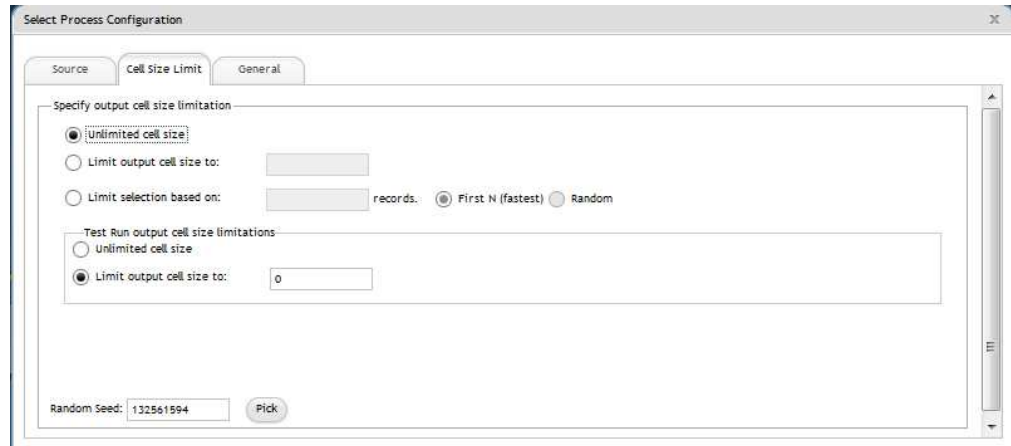 Select Process Configuration
Source Cell Size Limit General
Specify output cell size limitation
Unlimited cell size
Limit output cell size to:
Limit selection based on: records. First N (fastest) Random
Test Run output cell size limitations
Unlimited cell size
Limit output cell size to: 0
Random Seed: 132561594 Pick